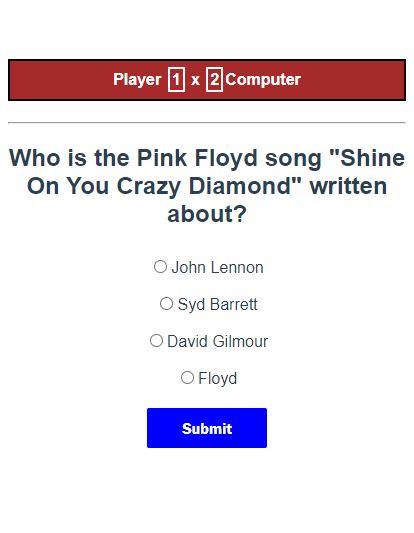 Player 1 x 2 Computer
Who is the Pink Floyd song "Shine
On You Crazy Diamond" written
about?
John Lennon
Syd Barrett
David Gilmour
Floyd
Submit